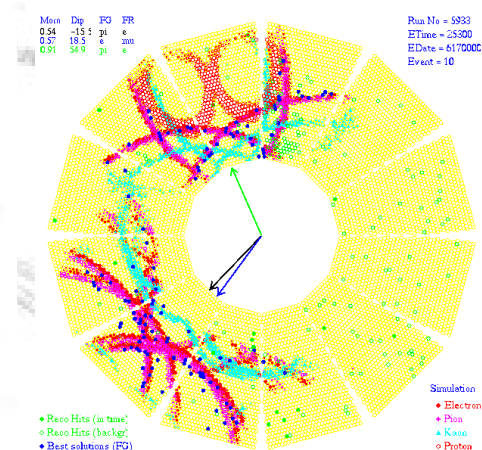 Mom Dip FG FR
0.54 -15.5 pi e
0.57 18.5 e mu
0.91 54.9 pi e
Run No = 5933
ETime = 25300
EDate = 6170000
Event = 10
Simulation
Electron
Pion
Kaon
Proton
Reco Hits (in time)
Reco Hits (backgr)
Best solutions (FG)